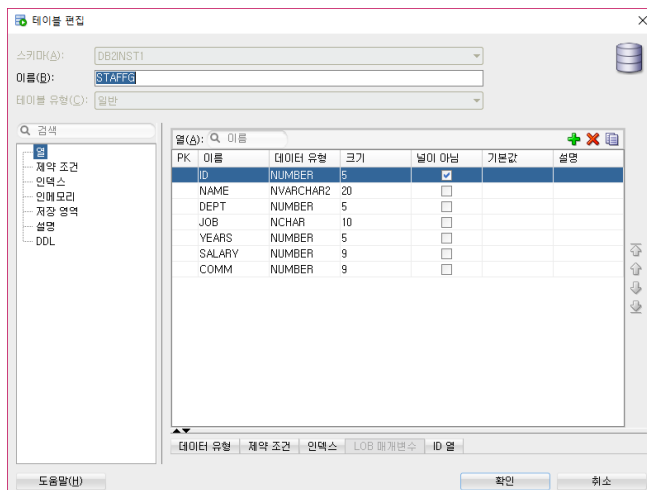 테이블 편집
스키마(A): DB2INST1
이름(B): STAFFG
테이블 유형(C): 일반
검색
열
제약 조건
인덱스
인메모리
저장 영역
설명
DDL
열(A): 이름
PK 이름 데이터 유형 크기 널이 아님 기본값 설명
ID NUMBER 5
NAME NVARCHAR2 20
DEPT NUMBER 5
JOB NCHAR 10
YEARS NUMBER 5
SALARY NUMBER 9
COMM NUMBER 9
데이터 유형 제약 조건 인덱스 LOB 매개변수 ID 열
도움말(H) 확인 취소